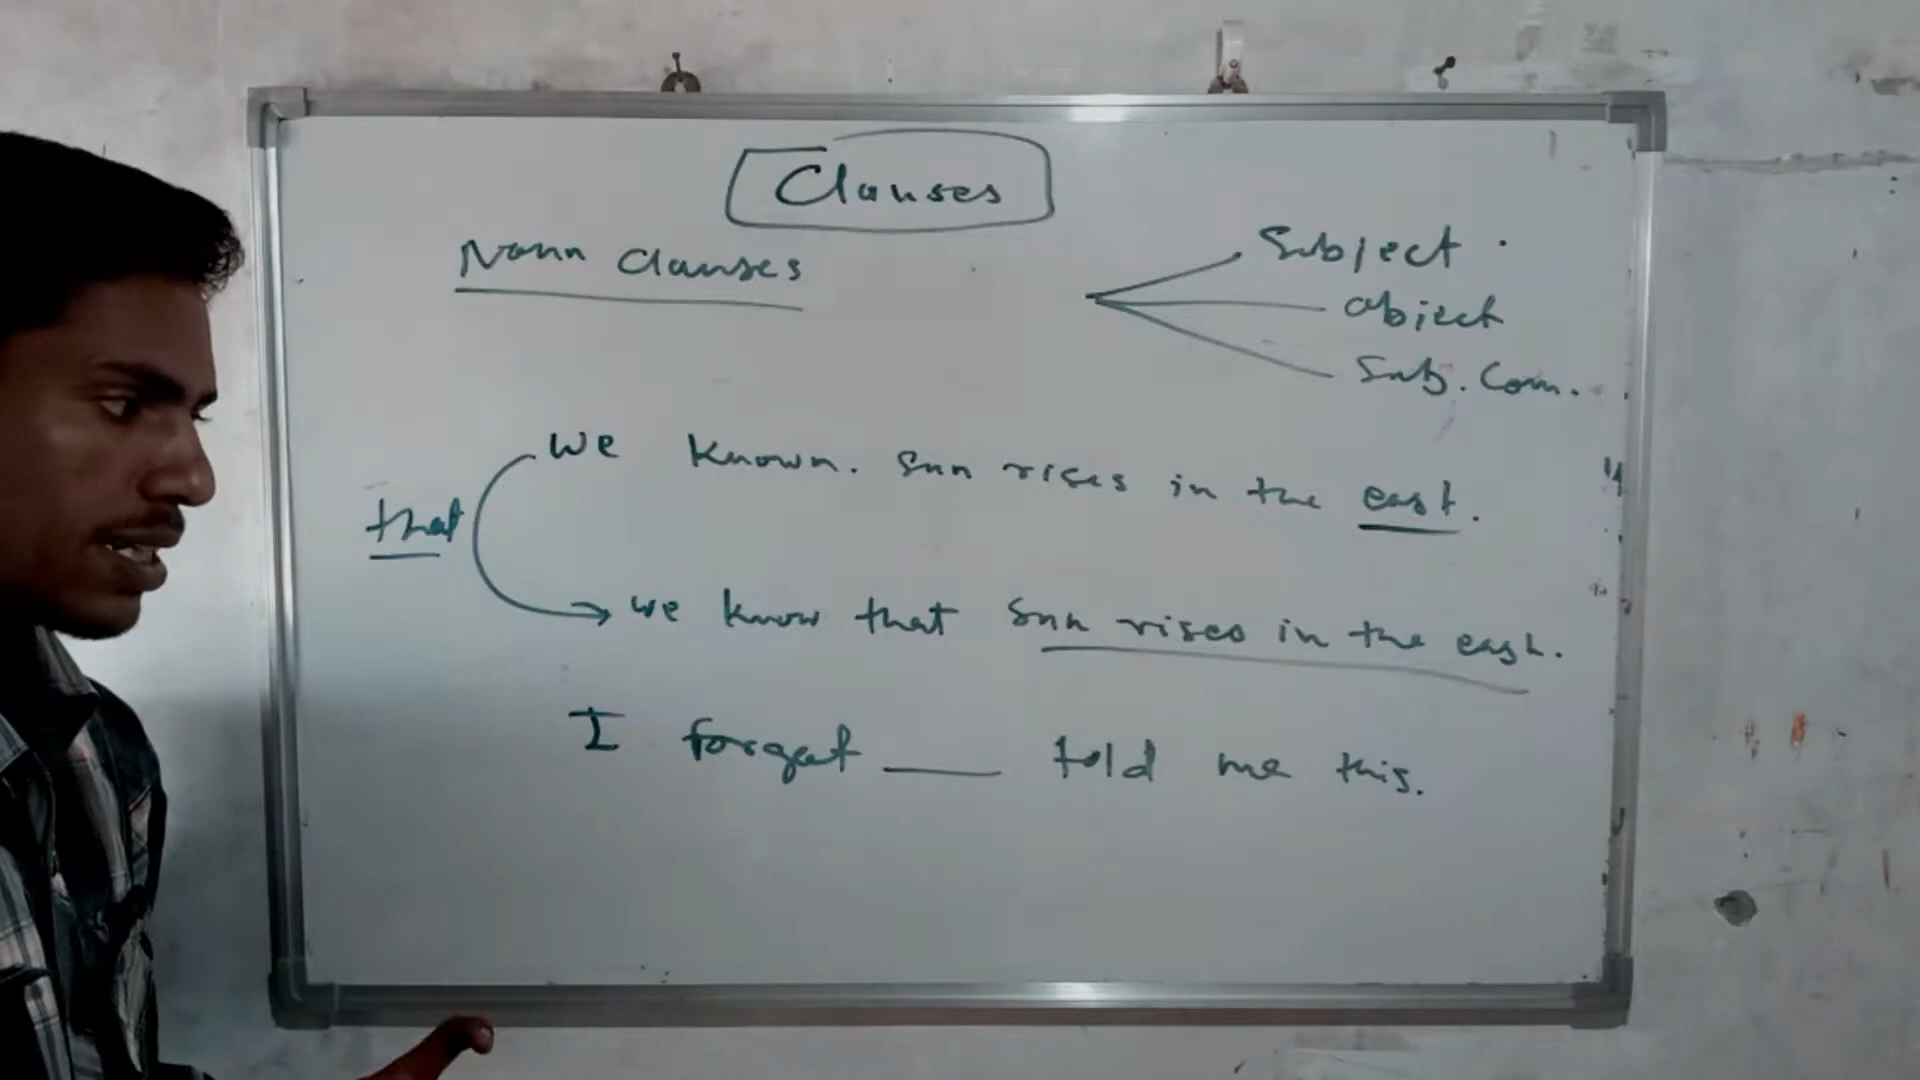 Clauses
Noun Clauses
Subject
object
Sub. Com.
We known. Sun rises in the east.
that
we know that Sun rises in the east.
I forgot ___ told me this.